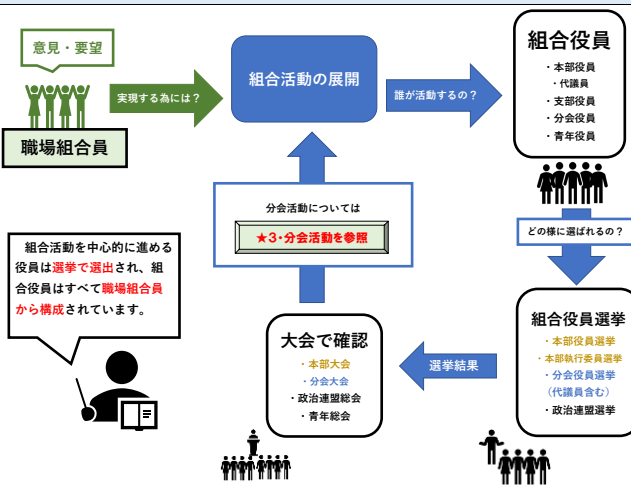 意見・要望
職場組合員
実現する為には?
組合活動の展開
誰が活動するの?
組合役員
・本部役員
・代議員
・支部役員
・分会役員
・青年役員
どの様に選ばれるの?
組合役員選挙
・本部役員選挙
・本部執行委員選挙
・分会役員選挙
(代議員含む)
・政治連盟選挙
選挙結果
大会で確認
・本部大会
・分会大会
・政治連盟総会
・青年総会
分会活動については
★3・分会活動を参照
組合活動を中心的に進める
役員は選挙で選出され、組
合役員はすべて職場組合員
から構成されています。